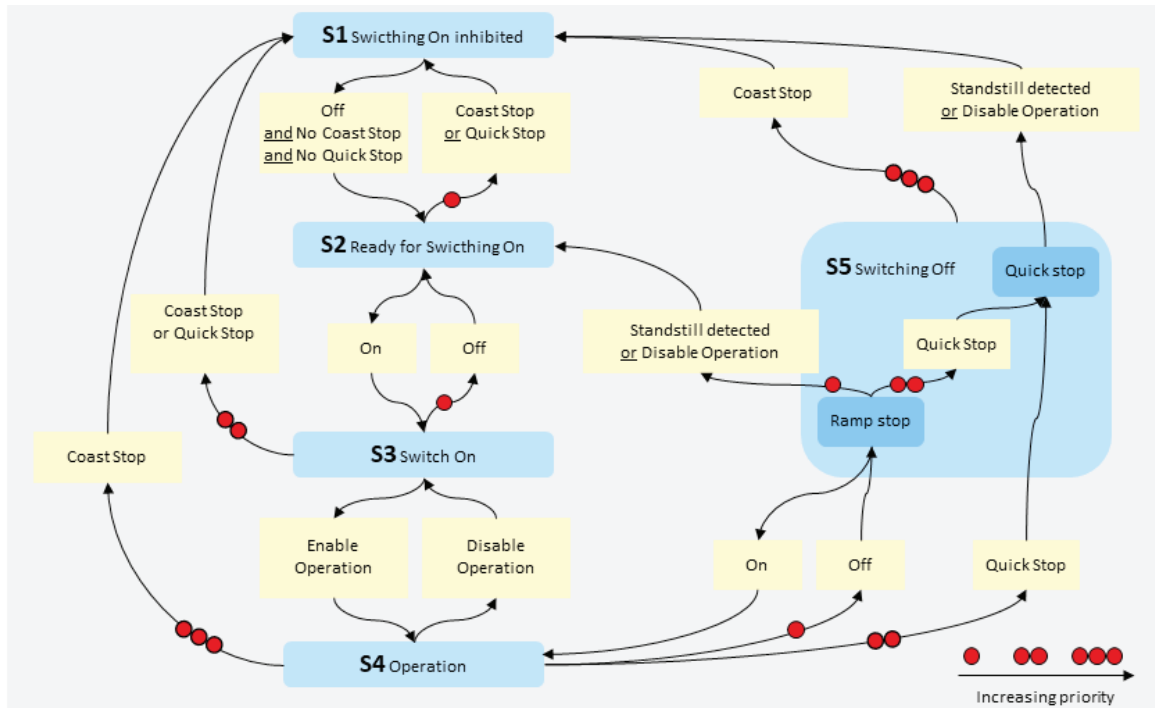 S1 Swicthing On inhibited
Off
and No Coast Stop
and No Quick Stop
Coast Stop
or Quick Stop
Coast Stop
Standstill detected
or Disable Operation
S2 Ready for Swicthing On
S5 Switching Off
Quick stop
Coast Stop
or Quick Stop
On
Off
Standstill detected
or Disable Operation
Quick Stop
Ramp stop
Coast Stop
S3 Switch On
Enable
Operation
Disable
Operation
On
Off
Quick Stop
S4 Operation
Increasing priority